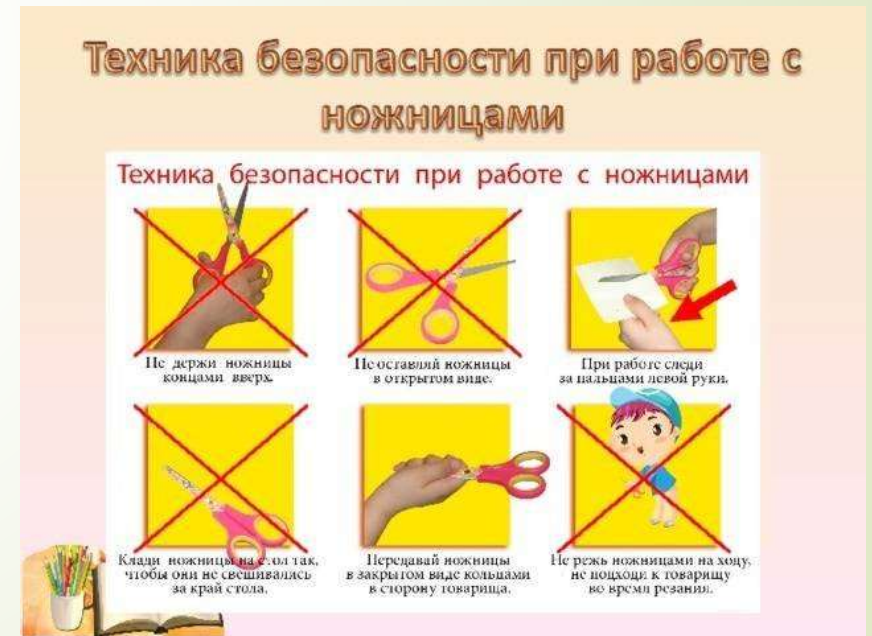 Техника безопасности при работе с
ножницами
Техника безопасности при работе с ножницами
Не держи ножницы
концами вверх.
Не оставляй ножницы
в открытом виде.
При работе следи
за пальцами левой руки.
Клади ножницы на стол так,
чтобы они не свешивались
за край стола.
Передавай ножницы
в закрытом виде кольцами
в сторону товарища.
Не режь ножницами на ходу,
не подходи к товарищу
во время резания.